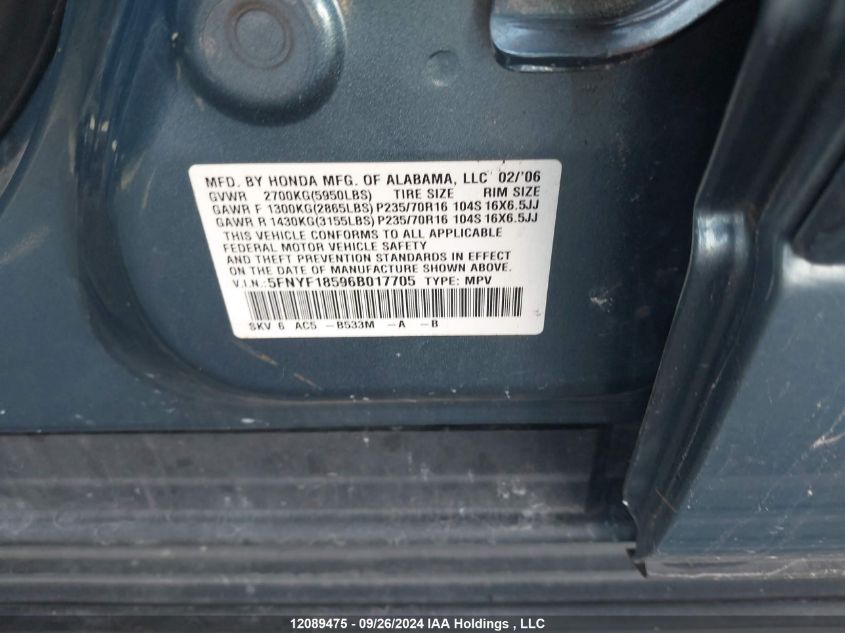 MFD. BY HONDA MFG. OF ALABAMA, LLC 02/'06
GVWR 2700KG(5950LBS) TIRE SIZE RIM SIZE
GAWR F 1300KG(2865LBS) P235/70R16 104S 16X6.5JJ
GAWR R 1430KG(3155LBS) P235/70R16 104S 16X6.5JJ
THIS VEHICLE CONFORMS TO ALL APPLICABLE
FEDERAL MOTOR VEHICLE SAFETY
AND THEFT PREVENTION STANDARDS IN EFFECT
ON THE DATE OF MANUFACTURE SHOWN ABOVE.
V.I.N.:5FNYF18596B017705 TYPE: MPV
SKV 6 AC5 -B533M -A -B
12089475 - 09/26/2024 IAA Holdings , LLC